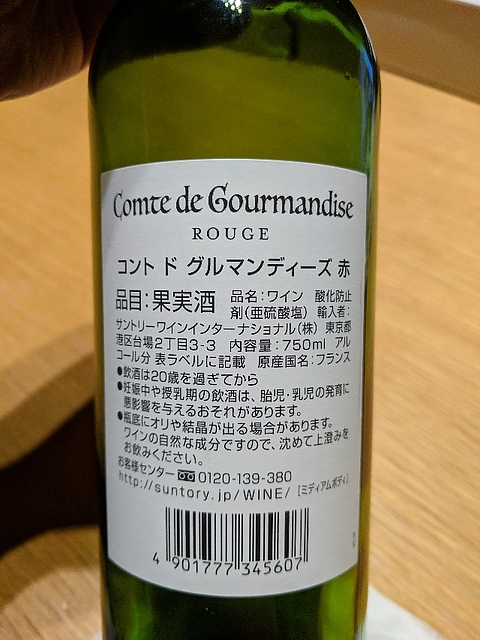 Comte de Gourmandise
ROUGE
コント ド グルマンディーズ 赤
品目:果実酒 品名:ワイン 酸化防止
剤(亜硫酸塩) 輸入者:
サントリーワインインターナショナル(株) 東京都
港区台場2丁目3-3 内容量:750ml アル
コール分 表ラベルに記載 原産国名:フランス
●飲酒は20歳を過ぎてから
●妊娠中や授乳期の飲酒は、胎児・乳児の発育に
悪影響を与えるおそれがあります。
●瓶底にオリや結晶が出る場合があります。
ワインの自然な成分ですので、沈めて上澄みを
お飲みください。
お客様センター 0120-139-380
http://suntory.jp/WINE/ [ミディアムボディ]
4 901777 345607